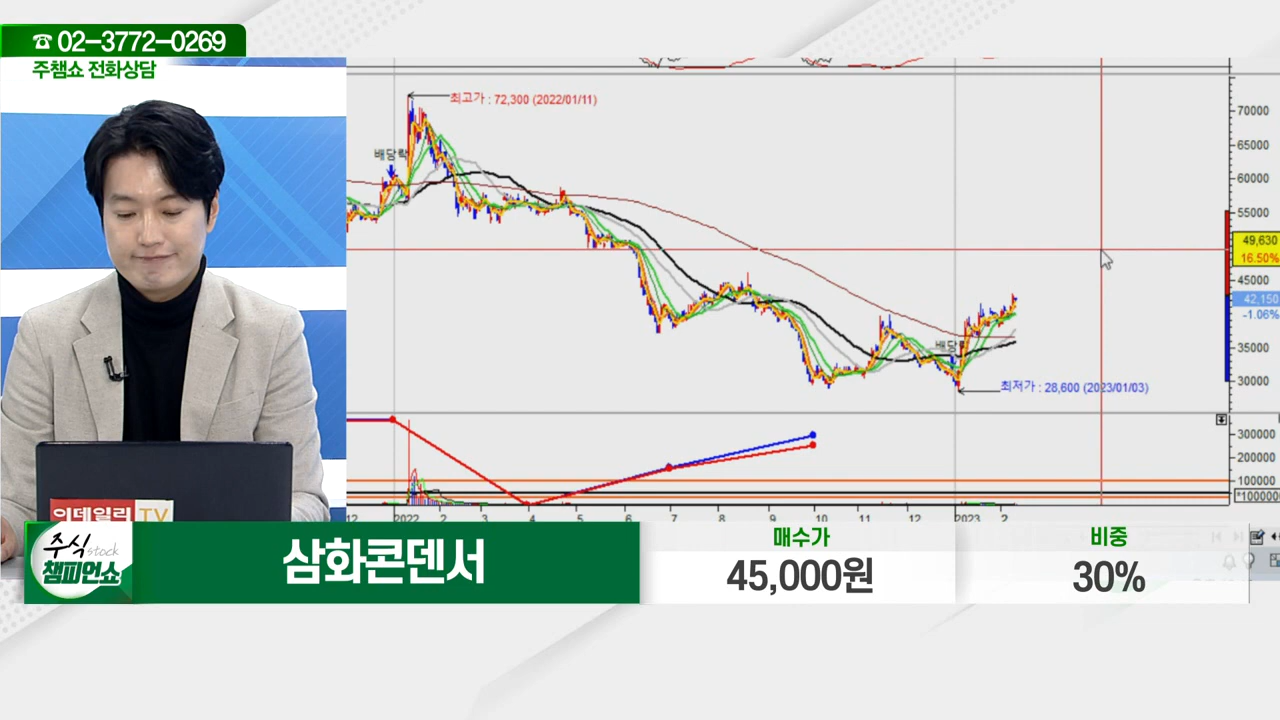 ☎ 02-3772-0269
주챔쇼 전화상담
최고가 : 72,300 (2022/01/11)
배당락
70000
65000
60000
55000
49,630
16.50%
45000
42,150
-1.06%
배당락
35000
최저가 : 28,600 (2023/01/03)
30000
300000
200000
100000
*100000
12 2022 2 3 4 5 6 7 8 9 10 11 12 2023 2
이데일리 TV
주식 stock
챔피언쇼
삼화콘덴서
매수가
45,000원
비중
30%